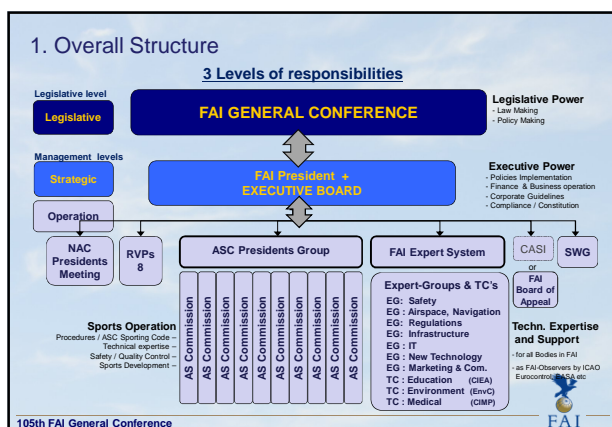 1. Overall Structure
3 Levels of responsibilities
Legislative level
Legislative
FAI GENERAL CONFERENCE
Legislative Power
- Law Making
- Policy Making
Management levels
Strategic
FAI President +
EXECUTIVE BOARD
Executive Power
- Policies Implementation
- Finance & Business operation
- Corporate Guidelines
- Compliance / Constitution
Operation
NAC
Presidents
Meeting
RVPs
8
ASC Presidents Group
FAI Expert System
CASI
or
FAI
Board of
Appeal
SWG
AS Commission
AS Commission
AS Commission
AS Commission
AS Commission
AS Commission
AS Commission
AS Commission
AS Commission
AS Commission
Expert-Groups & TC's
EG: Safety
EG : Airspace, Navigation
EG : Regulations
EG : Infrastructure
EG : IT
EG : New Technology
EG : Marketing & Com.
TC : Education (CIEA)
TC : Environment (EnvC)
TC : Medical (CIMP)
Sports Operation
Procedures / ASC Sporting Code –
Technical expertise –
Safety / Quality Control –
Sports Development –
Techn. Expertise
and Support
- for all Bodies in FAI
- as FAI-Observers by ICAO
Eurocontrol, EASA etc
105th FAI General Conference
FAI